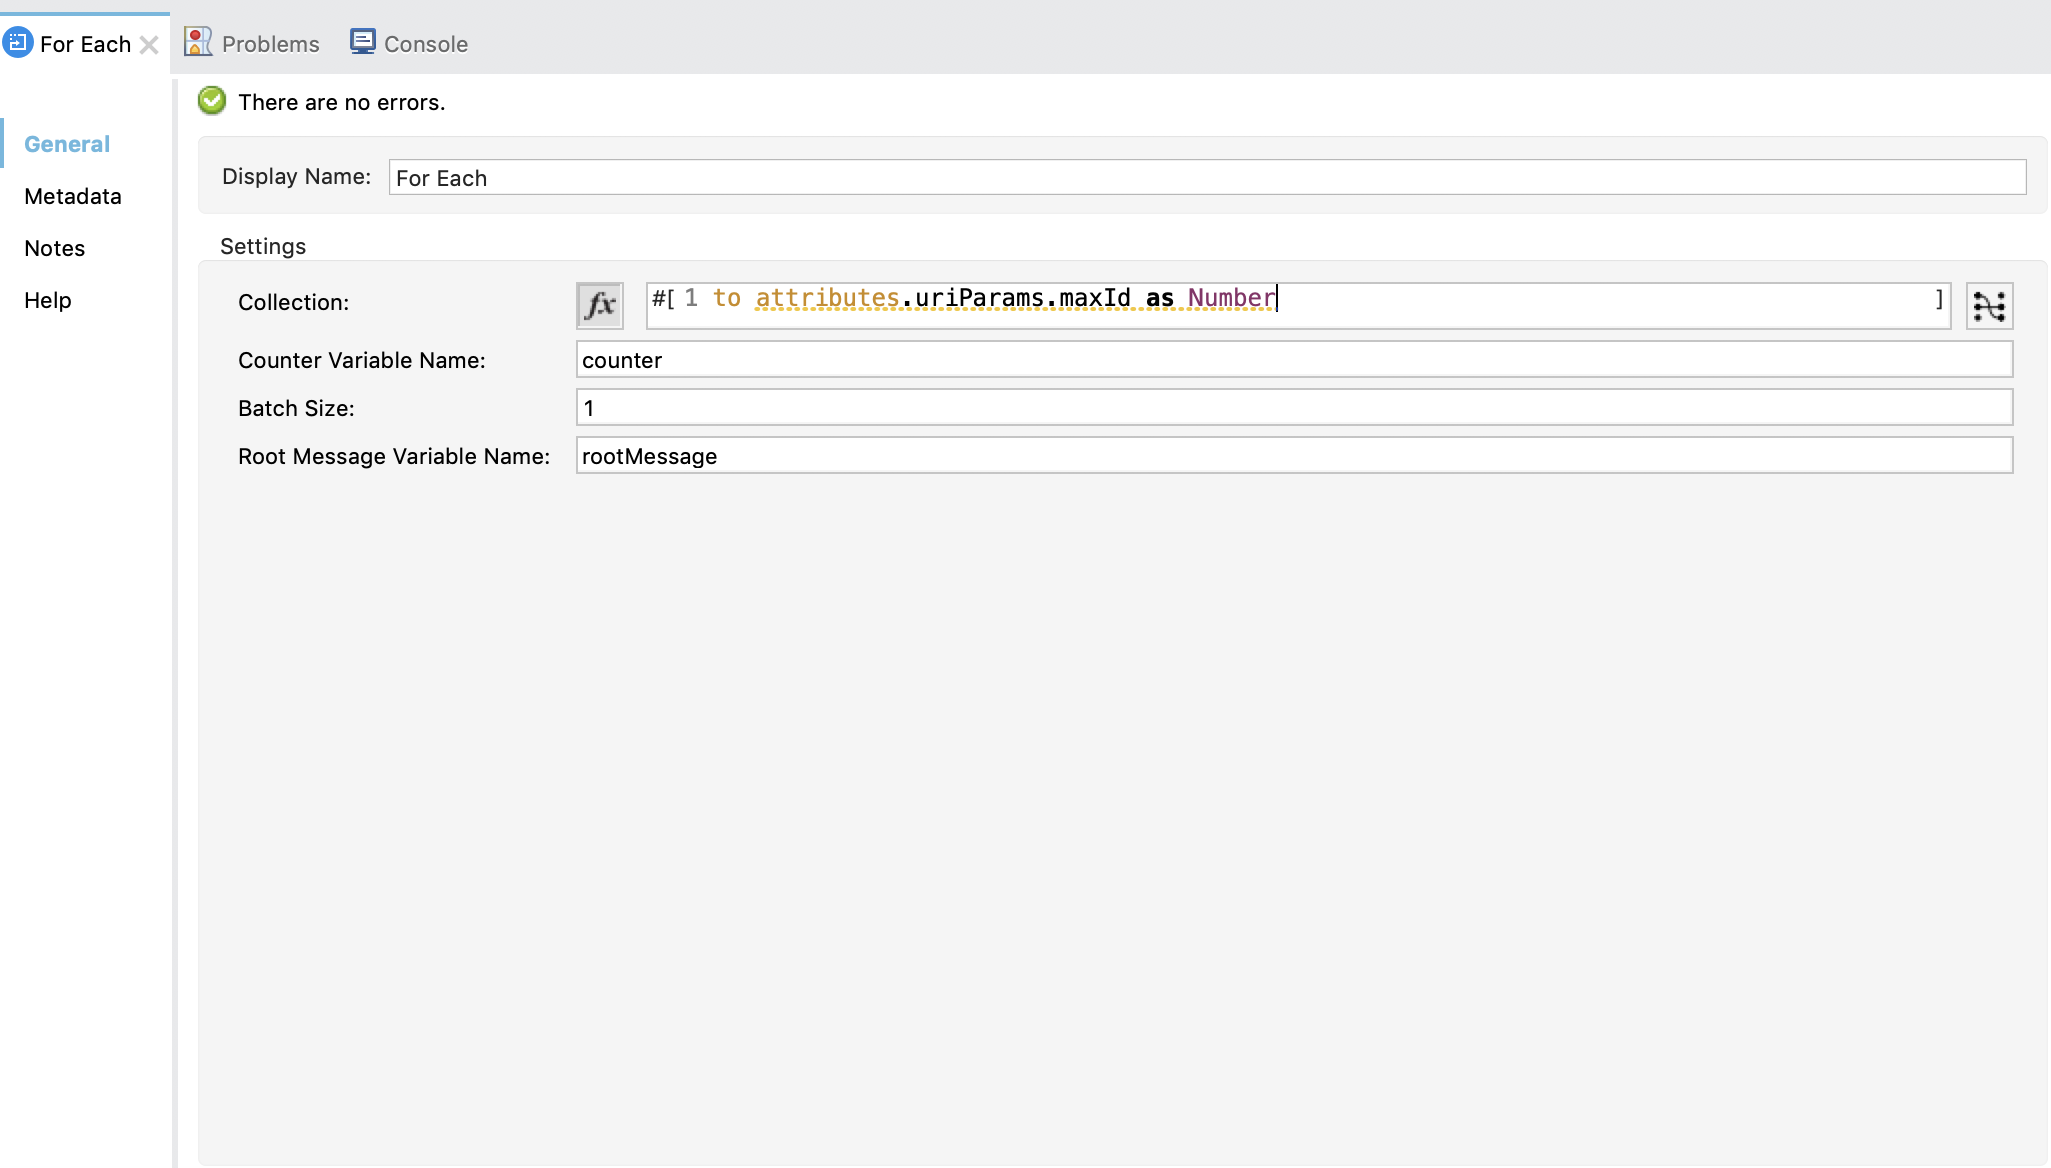 For Each
Problems
Console
There are no errors.
General
Metadata
Notes
Help
Display Name: For Each
Settings
Collection: fx #[ 1 to attributes.uriParams.maxId as Number ]
Counter Variable Name: counter
Batch Size: 1
Root Message Variable Name: rootMessage